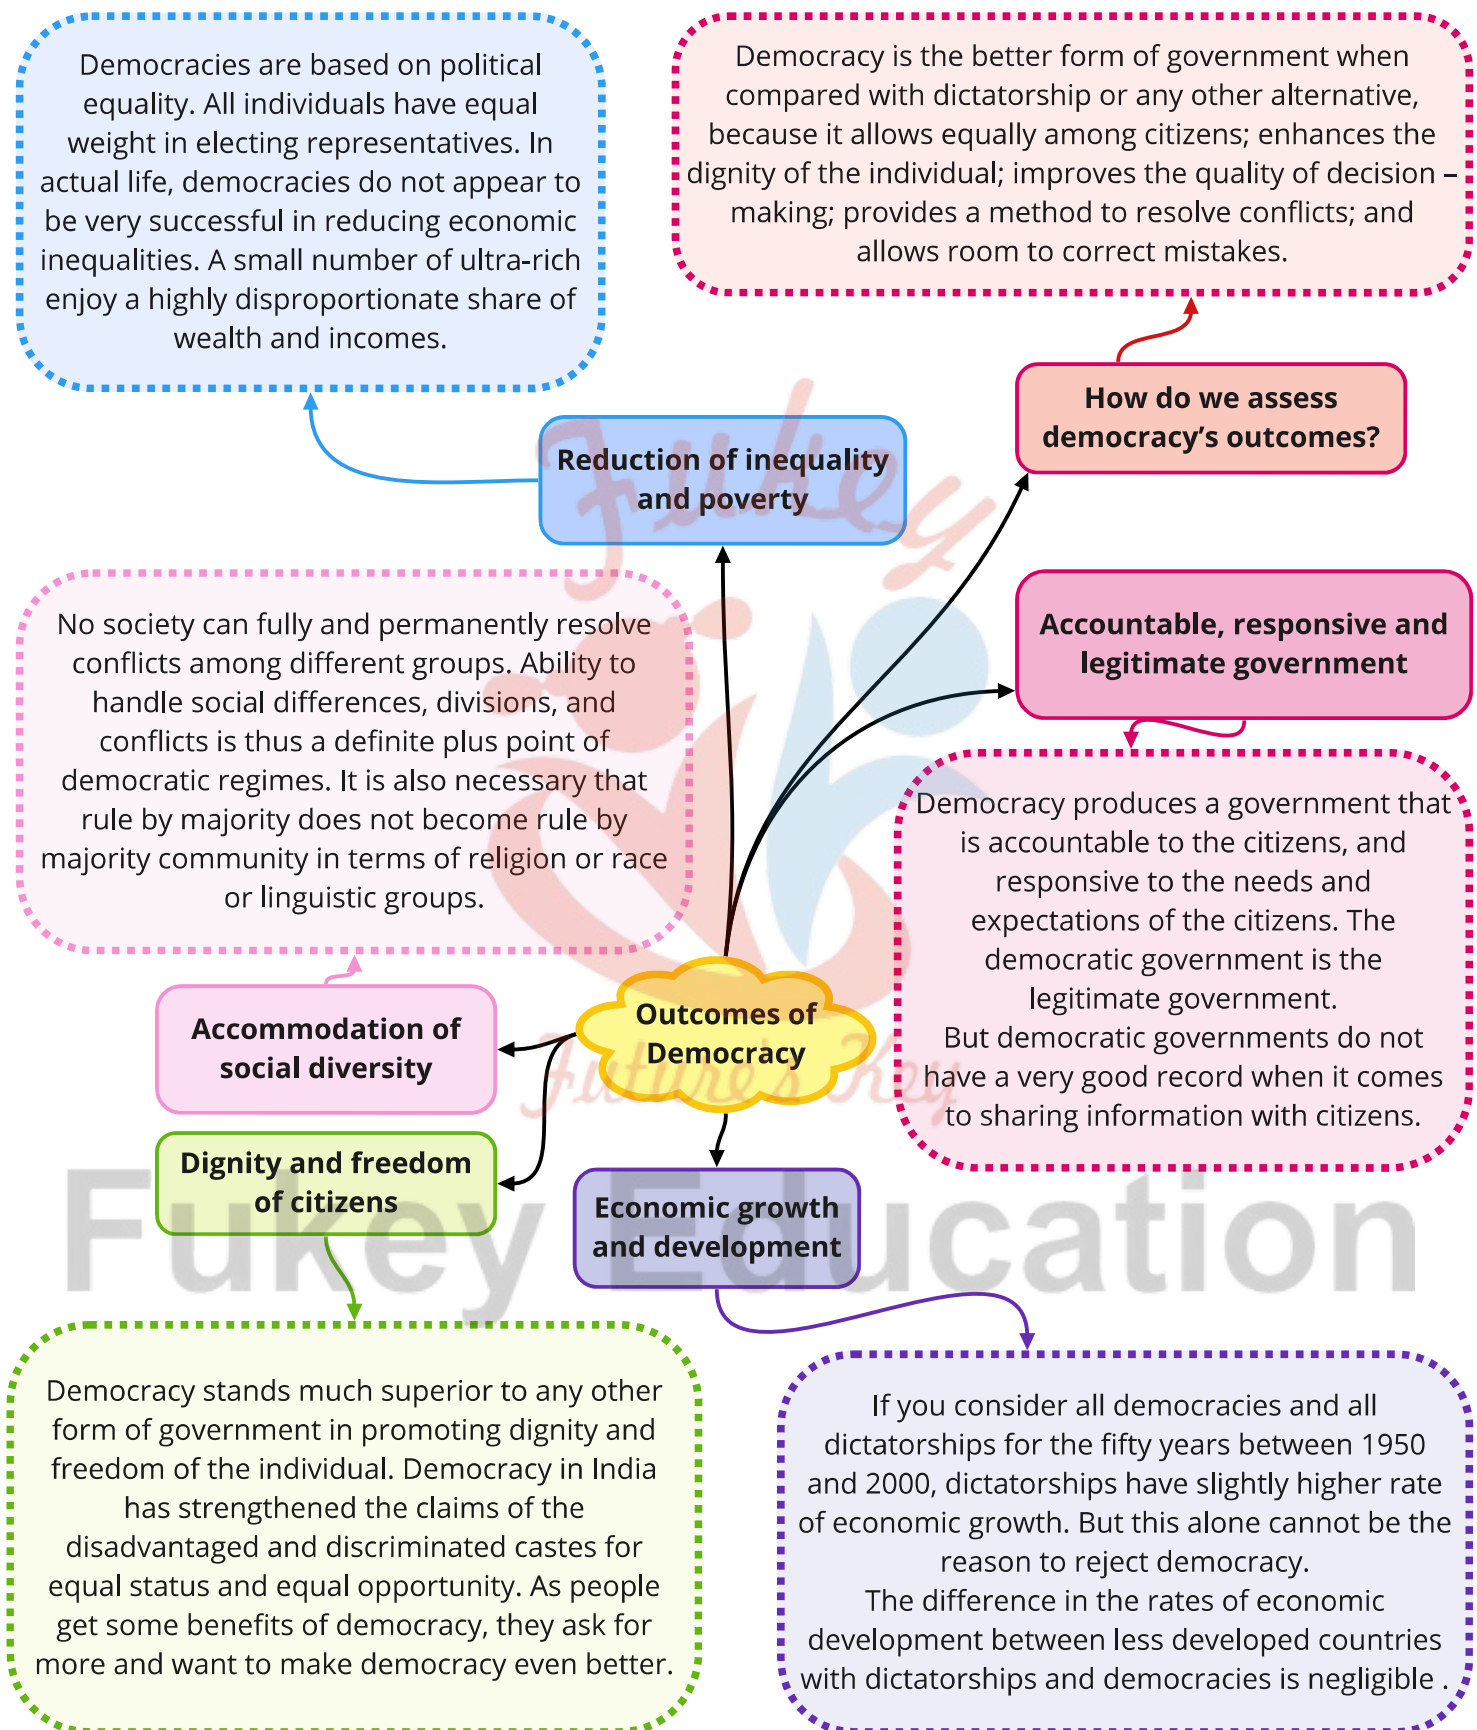 Democracies are based on political
equality. All individuals have equal
weight in electing representatives. In
actual life, democracies do not appear to
be very successful in reducing economic
inequalities. A small number of ultra-rich
enjoy a highly disproportionate share of
wealth and incomes.
Democracy is the better form of government when
compared with dictatorship or any other alternative,
because it allows equally among citizens; enhances the
dignity of the individual; improves the quality of decision –
making; provides a method to resolve conflicts; and
allows room to correct mistakes.
How do we assess
democracy's outcomes?
Reduction of inequality
and poverty
Fukey
Accountable, responsive and
legitimate government
No society can fully and permanently resolve
conflicts among different groups. Ability to
handle social differences, divisions, and
conflicts is thus a definite plus point of
democratic regimes. It is also necessary that
rule by majority does not become rule by
majority community in terms of religion or race
or linguistic groups.
Democracy produces a government that
is accountable to the citizens, and
responsive to the needs and
expectations of the citizens. The
democratic government is the
legitimate government.
But democratic governments do not
have a very good record when it comes
to sharing information with citizens.
Accommodation of
social diversity
Outcomes of
Democracy
Future's Key
Dignity and freedom
of citizens
Economic growth
and development
Fukey Education
Democracy stands much superior to any other
form of government in promoting dignity and
freedom of the individual. Democracy in India
has strengthened the claims of the
disadvantaged and discriminated castes for
equal status and equal opportunity. As people
get some benefits of democracy, they ask for
more and want to make democracy even better.
If you consider all democracies and all
dictatorships for the fifty years between 1950
and 2000, dictatorships have slightly higher rate
of economic growth. But this alone cannot be the
reason to reject democracy.
The difference in the rates of economic
development between less developed countries
with dictatorships and democracies is negligible .